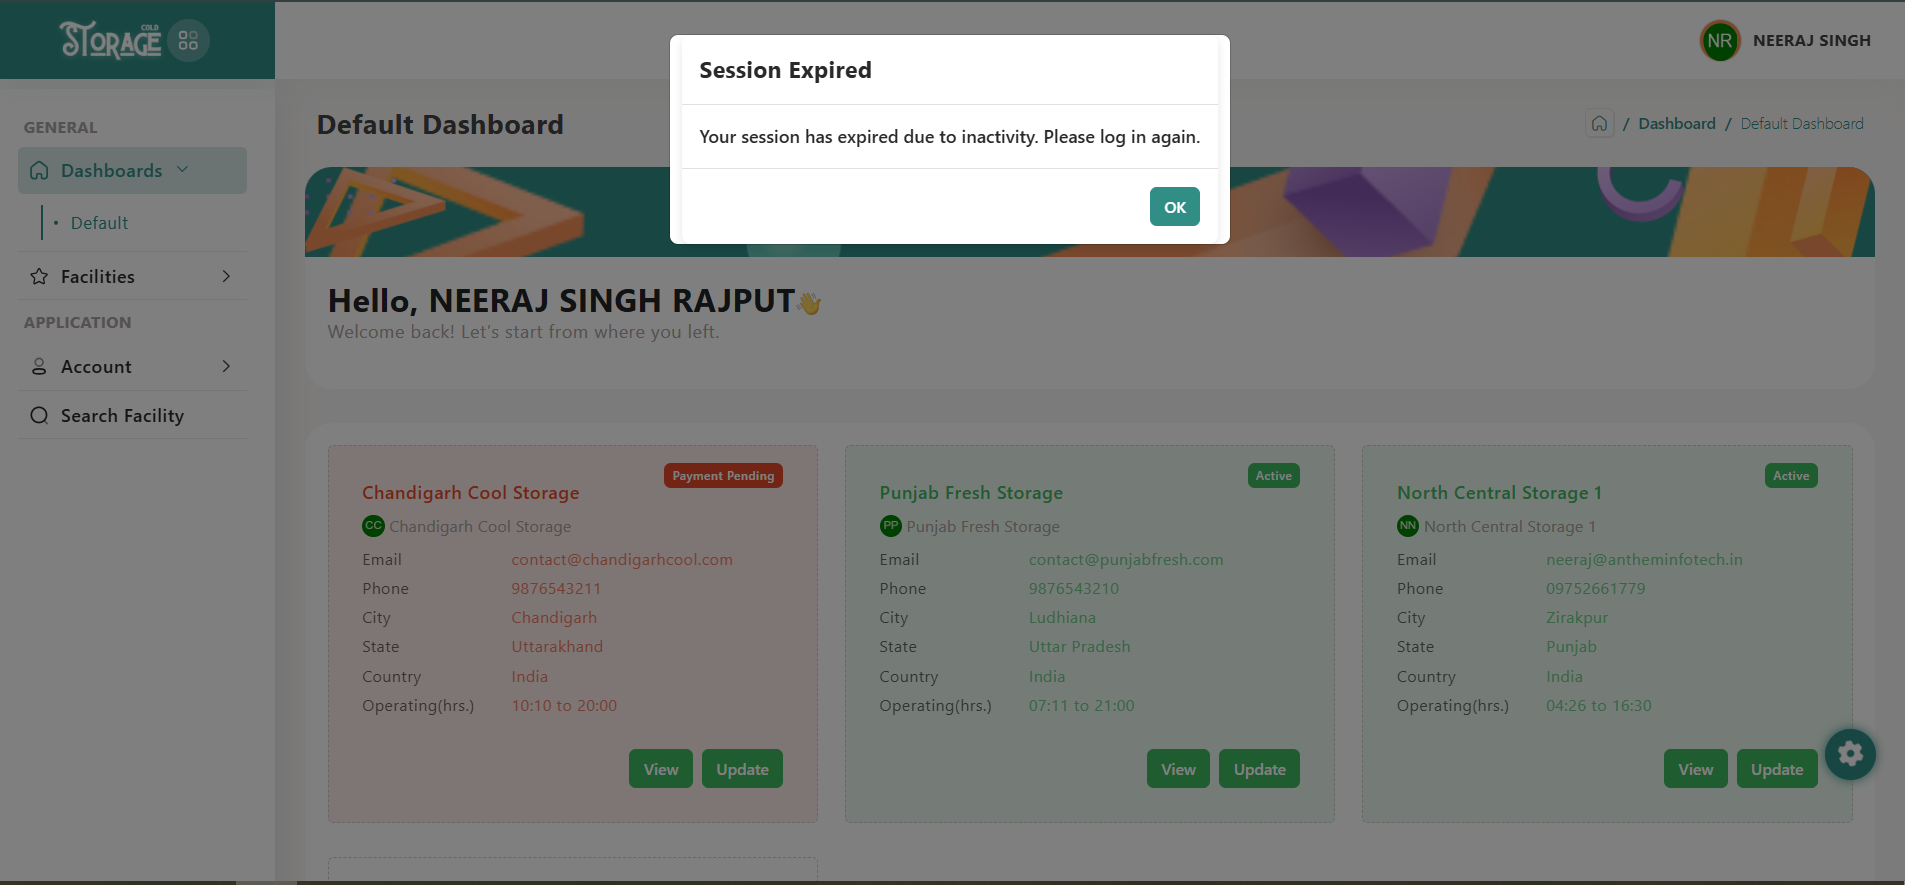 COLD
STORAGE
NR NEERAJ SINGH
Session Expired
Your session has expired due to inactivity. Please log in again.
OK
GENERAL
Dashboards
• Default
Facilities
APPLICATION
Account
Search Facility
Default Dashboard
/ Dashboard / Default Dashboard
Hello, NEERAJ SINGH RAJPUT👋
Welcome back! Let's start from where you left.
Payment Pending
Chandigarh Cool Storage
CC Chandigarh Cool Storage
Email contact@chandigarhcool.com
Phone 9876543211
City Chandigarh
State Uttarakhand
Country India
Operating(hrs.) 10:10 to 20:00
View Update
Active
Punjab Fresh Storage
PP Punjab Fresh Storage
Email contact@punjabfresh.com
Phone 9876543210
City Ludhiana
State Uttar Pradesh
Country India
Operating(hrs.) 07:11 to 21:00
View Update
Active
North Central Storage 1
NN North Central Storage 1
Email neeraj@antheminfotech.in
Phone 09752661779
City Zirakpur
State Punjab
Country India
Operating(hrs.) 04:26 to 16:30
View Update